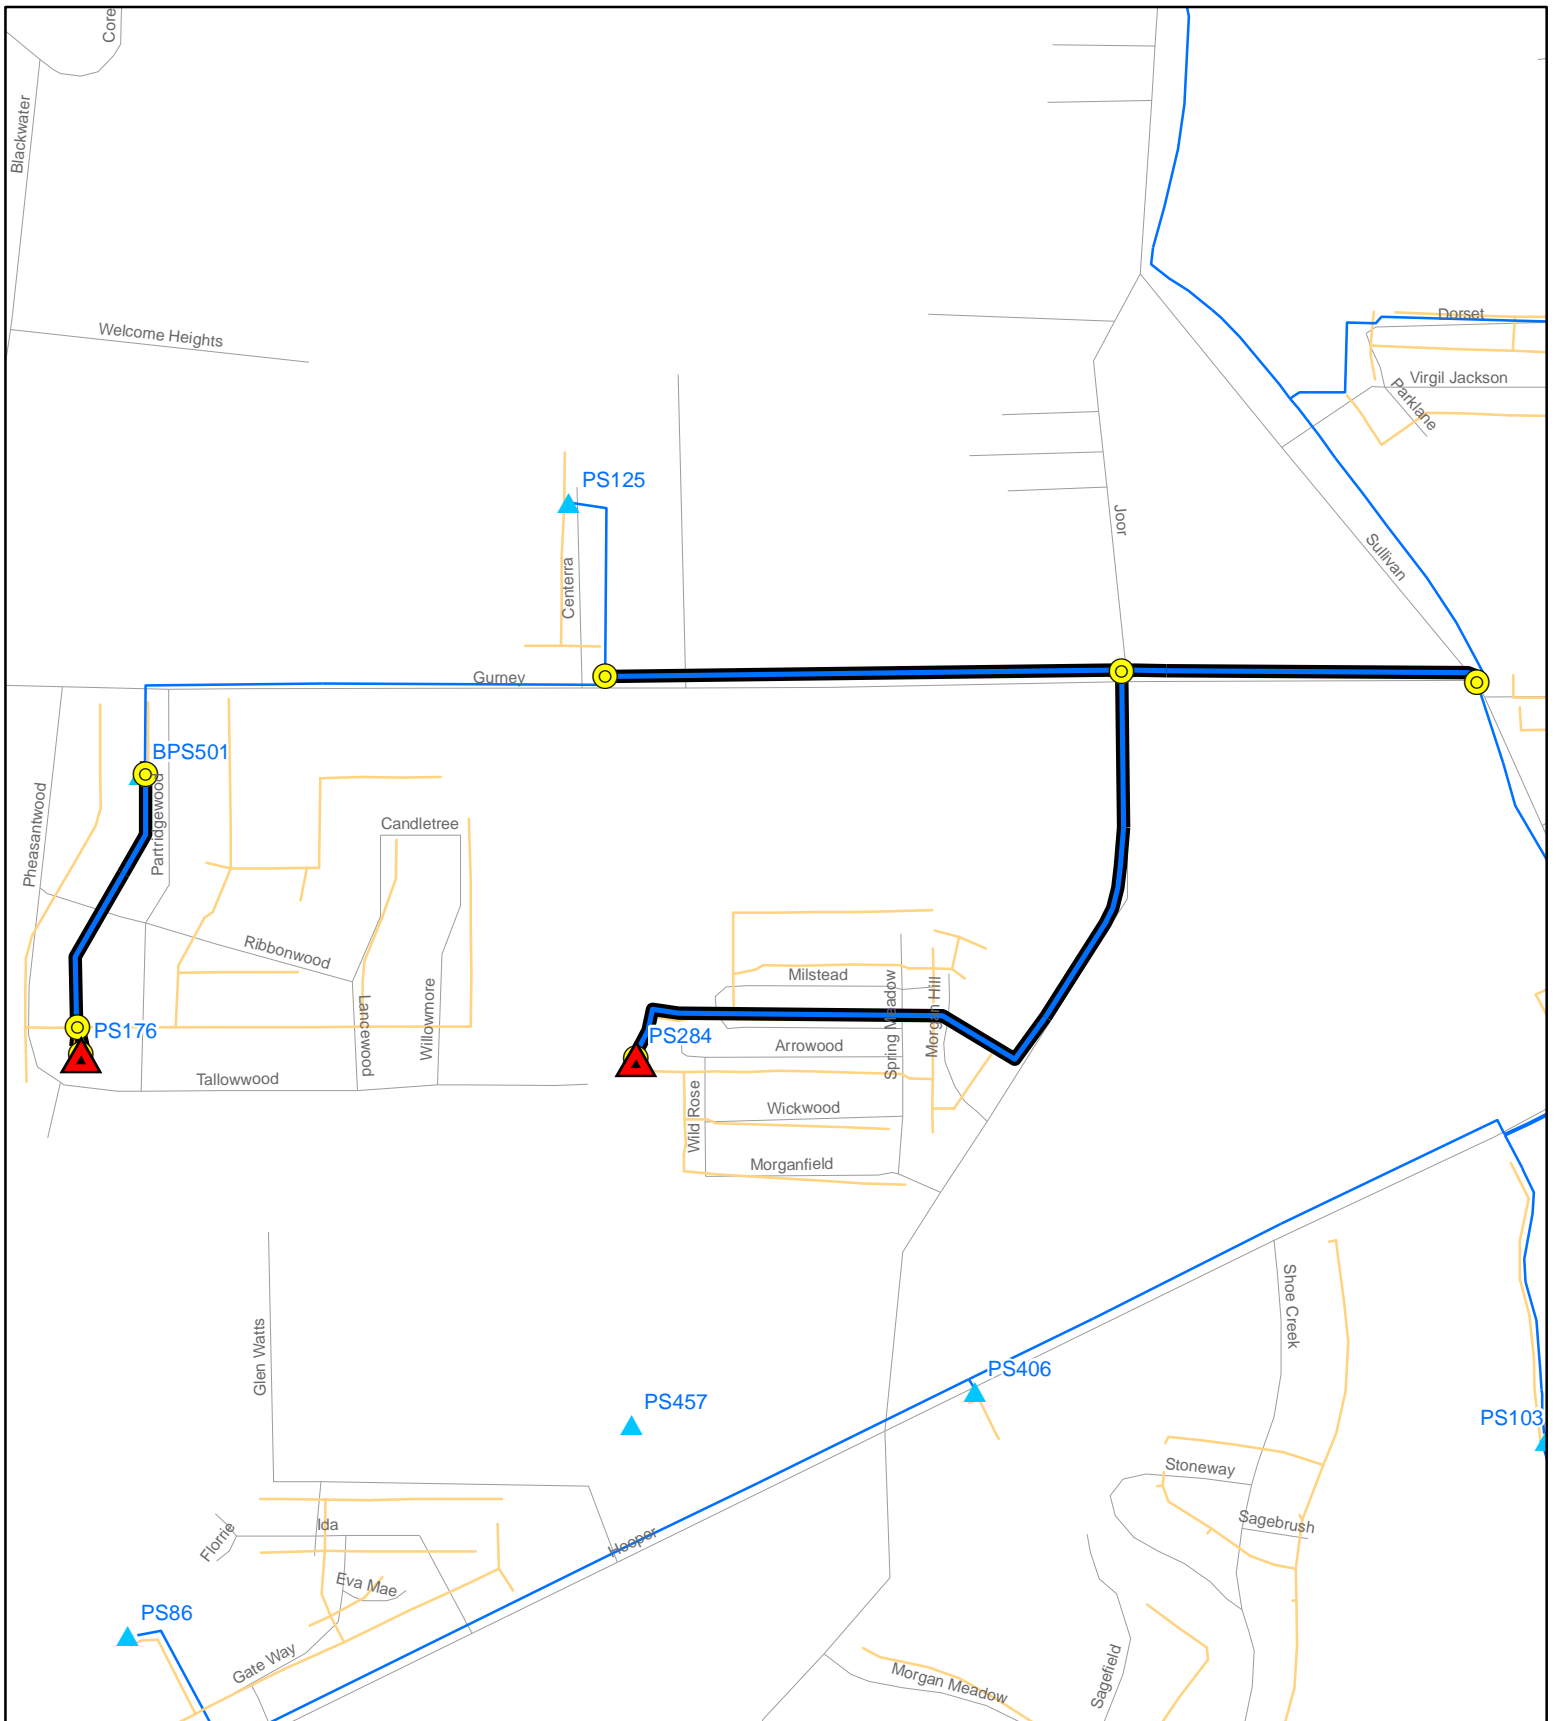 Core
Blackwater
Welcome Heights
Dorset
Virgil Jackson
Parklane
PS125
Joor
Sullivan
Centerra
Gurney
BPS501
Pheasantwood
Partridgewood
Candletree
Ribbonwood
Milstead
Spring Meadow
Morgan Hill
Lancewood
Willowmore
PS176
PS284
Arrowood
Tallowwood
Wild Rose
Wickwood
Morganfield
Shoe Creek
Glen Watts
PS406
PS457
PS103
Stoneway
Sagebrush
Florrie
Ida
Hooper
Eva Mae
PS86
Gate Way
Morgan Meadow
Sagefield